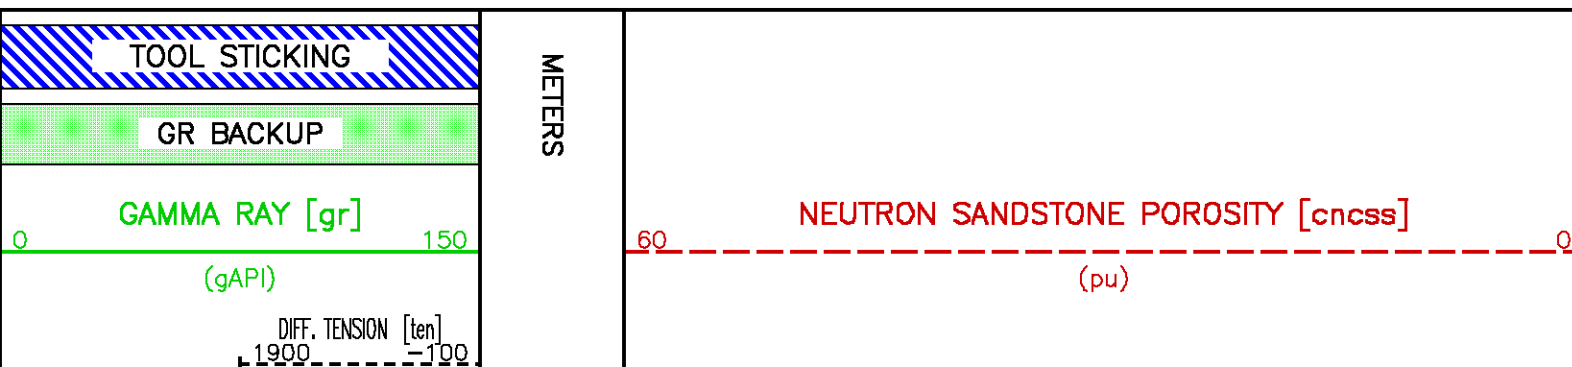 TOOL STICKING
GR BACKUP
GAMMA RAY [gr]
0 150
(gAPI)
DIFF. TENSION [ten]
1900 -100
METERS
NEUTRON SANDSTONE POROSITY [cncss]
60 0
(pu)